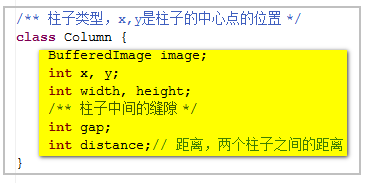 /** 柱子类型，x,y是柱子的中心点的位置 */
class Column {
BufferedImage image;
int x, y;
int width, height;
/** 柱子中间的缝隙 */
int gap;
int distance;// 距离，两个柱子之间的距离
}